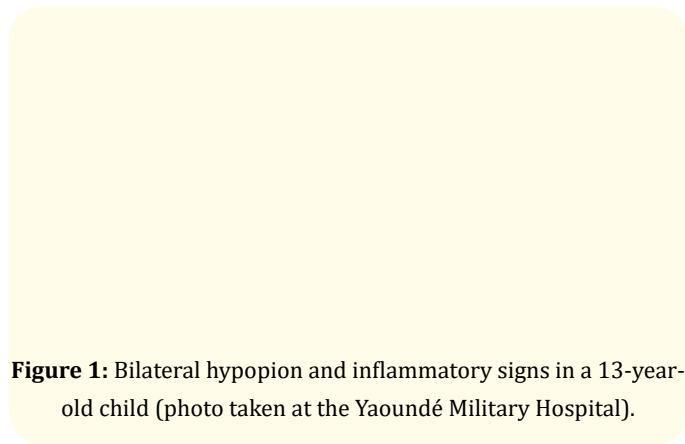 Figure 1: Bilateral hypopion and inflammatory signs in a 13-year-
old child (photo taken at the Yaoundé Military Hospital).